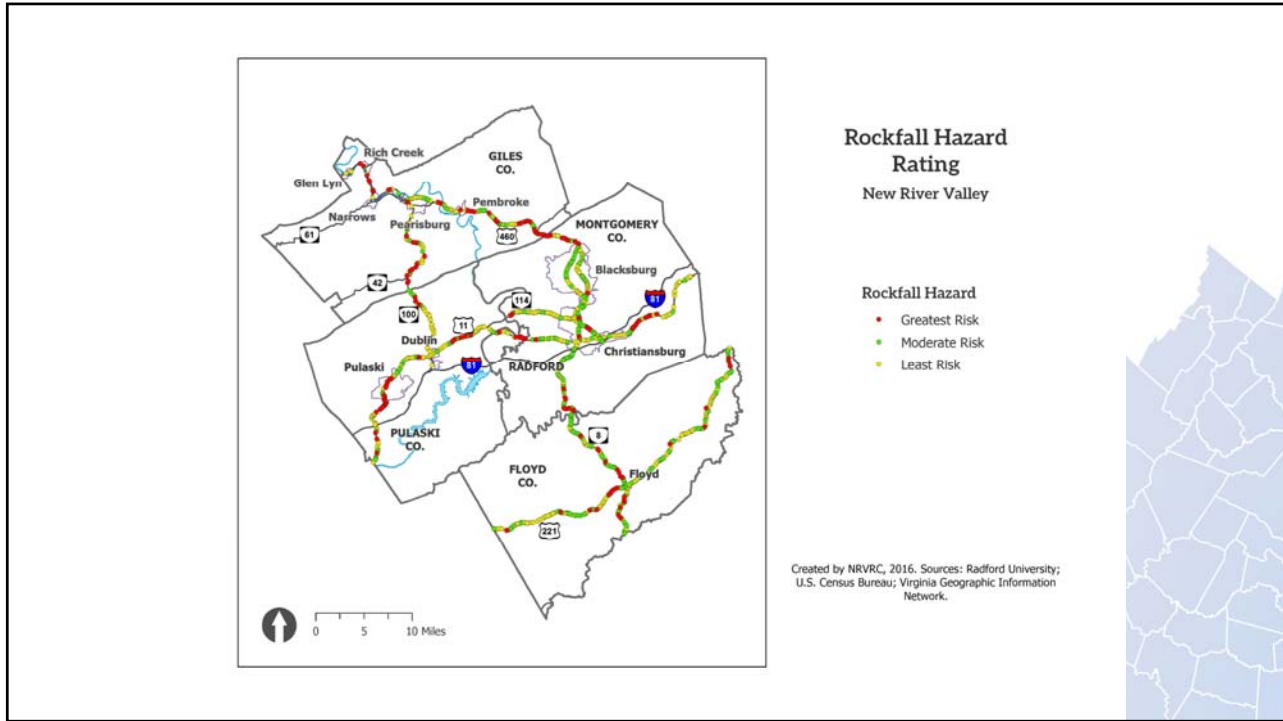 Rich Creek
GILES
CO.
Glen Lyn
Pembroke
Narrows
Pearisburg
MONTGOMERY
CO.
61
460
Blacksburg
42
81
114
100
11
Dublin
Christiansburg
Pulaski
81
RADFORD
PULASKI
CO.
8
FLOYD
CO.
Floyd
221
0 5 10 Miles
Rockfall Hazard
Rating
New River Valley
Rockfall Hazard
Greatest Risk
Moderate Risk
Least Risk
Created by NRVRC, 2016. Sources: Radford University;
U.S. Census Bureau; Virginia Geographic Information
Network.